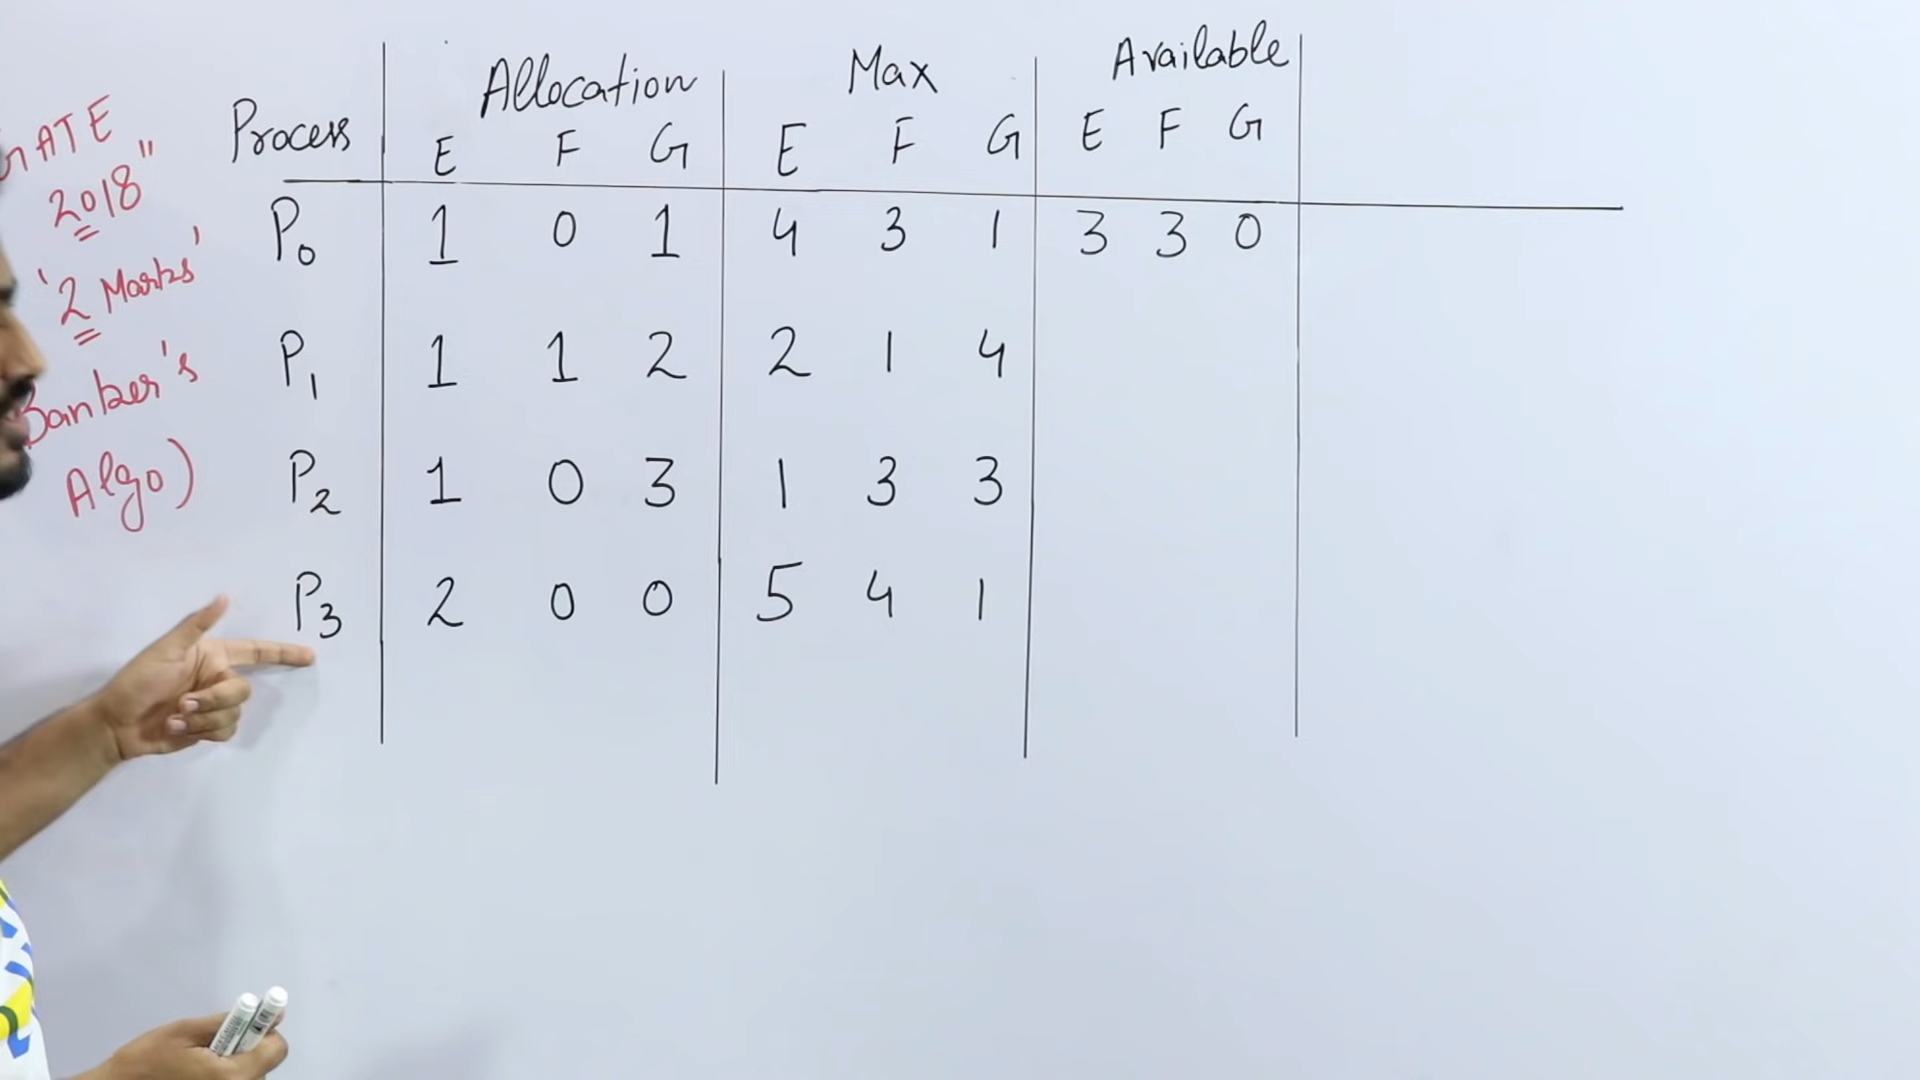 GATE
2018"
'2 Marks'
Banker's
Algo)
Process Allocation Max Available
E F G E F G E F G
P0 1 0 1 4 3 1 3 3 0
P1 1 1 2 2 1 4
P2 1 0 3 1 3 3
P3 2 0 0 5 4 1